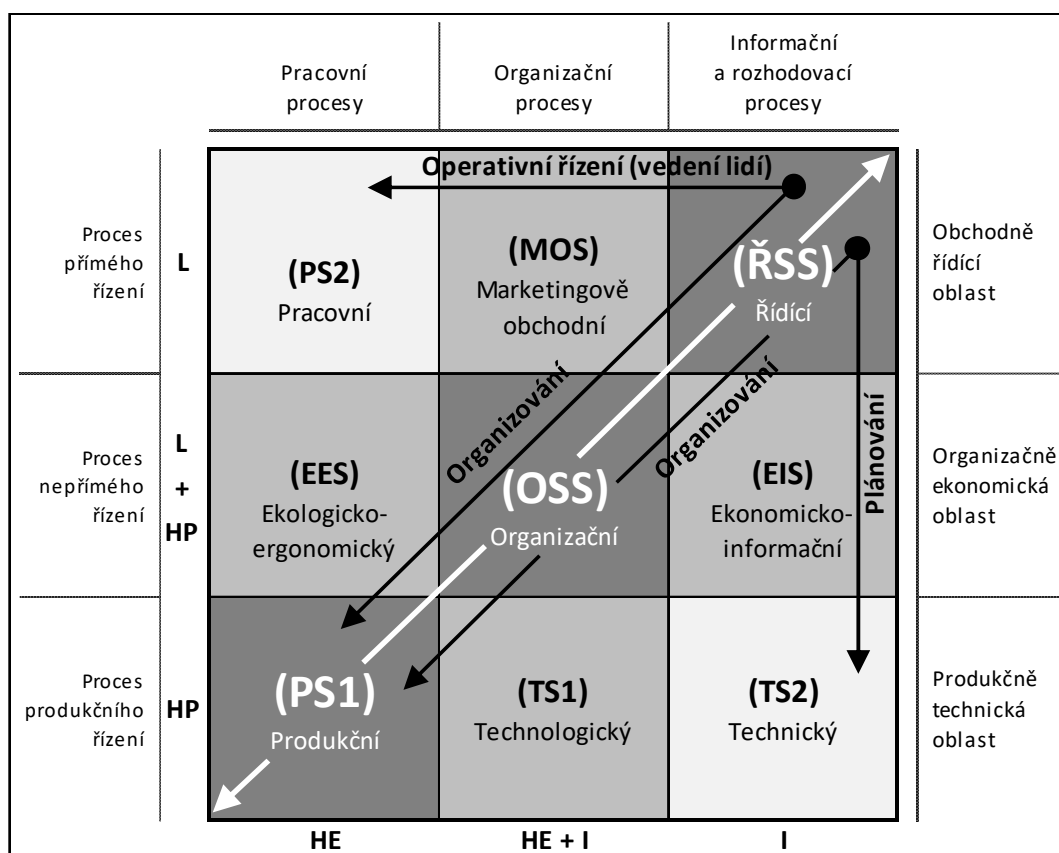 Pracovní
procesy
Organizační
procesy
Informační
a rozhodovací
procesy
Operativní řízení (vedení lidí)
Proces
přímého
řízení
L
(PS2)
Pracovní
(MOS)
Marketingově
obchodní
(ŘSS)
Řídící
Obchodně
řídící
oblast
Organizování
Organizování
Plánování
Proces
nepřímého
řízení
L
+
HP
(EES)
Ekologicko-
ergonomický
(OSS)
Organizační
(EIS)
Ekonomicko-
informační
Organizačně
ekonomická
oblast
Proces
produkčního
řízení
HP
(PS1)
Produkční
(TS1)
Technologický
(TS2)
Technický
Produkčně
technická
oblast
HE
HE + I
I